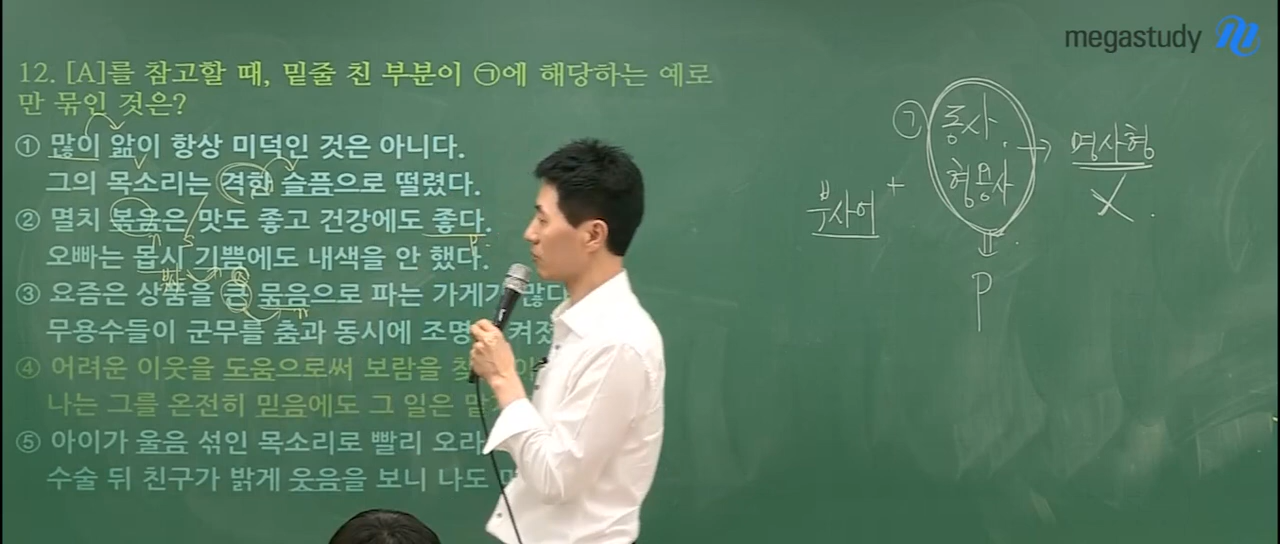 megastudy
12. [A]를 참고할 때, 밑줄 친 부분이 ㉠에 해당하는 예로
만 묶인 것은?
① 많이 앎이 항상 미덕인 것은 아니다.
그의 목소리는 격한 슬픔으로 떨렸다.
② 멸치 볶음은 맛도 좋고 건강에도 좋다.
오빠는 몹시 기쁨에도 내색을 안 했다.
③ 요즘은 상품을 큰 묶음으로 파는 가게가 많다
무용수들이 군무를 춤과 동시에 조명
④ 어려운 이웃을 도움으로써 보람을
나는 그를 온전히 믿음에도 그 일은
⑤ 아이가 울음 섞인 목소리로 빨리 오라
수술 뒤 친구가 밝게 웃음을 보니 나도
㉠ 동사
형용사
→ 명사형
X
부사어 +
P